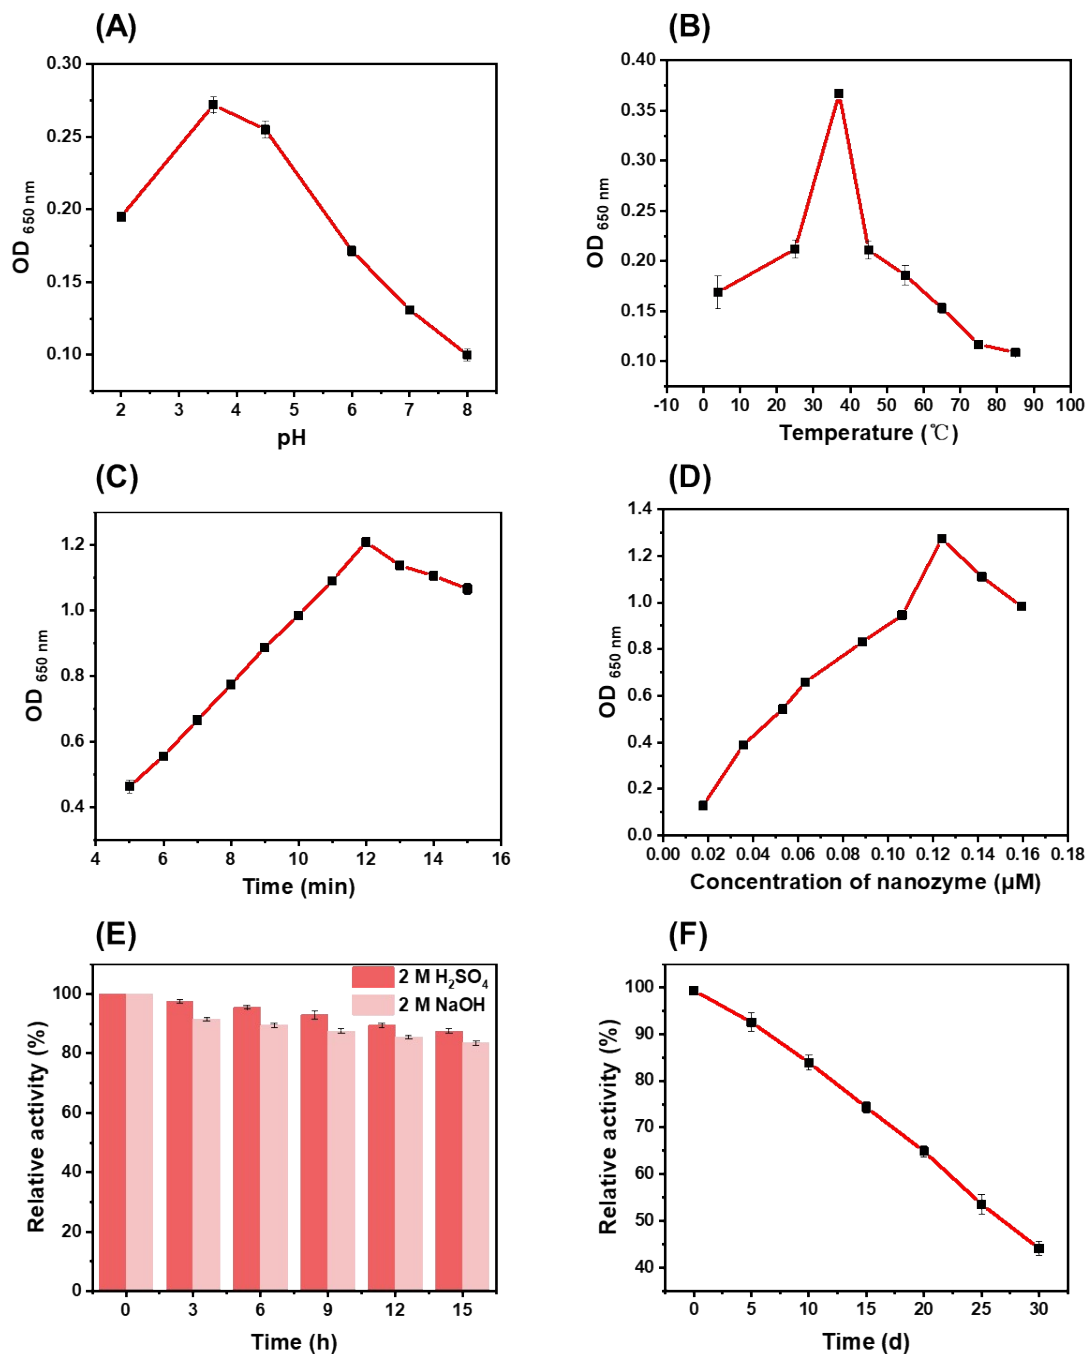 (A)
0.30
0.25
0.20
0.15
0.10
OD 650 nm
2 3 4 5 6 7 8
pH
(B)
0.40
0.35
0.30
0.25
0.20
0.15
0.10
OD 650 nm
-10 0 10 20 30 40 50 60 70 80 90 100
Temperature (℃)
(C)
1.2
1.0
0.8
0.6
0.4
OD 650 nm
4 6 8 10 12 14 16
Time (min)
(D)
1.4
1.2
1.0
0.8
0.6
0.4
0.2
0.0
OD 650 nm
0.00 0.02 0.04 0.06 0.08 0.10 0.12 0.14 0.16 0.18
Concentration of nanozyme (μM)
(E)
2 M H₂SO₄
2 M NaOH
100
80
60
40
20
0
Relative activity (%)
0 3 6 9 12 15
Time (h)
(F)
100
90
80
70
60
50
40
Relative activity (%)
0 5 10 15 20 25 30
Time (d)